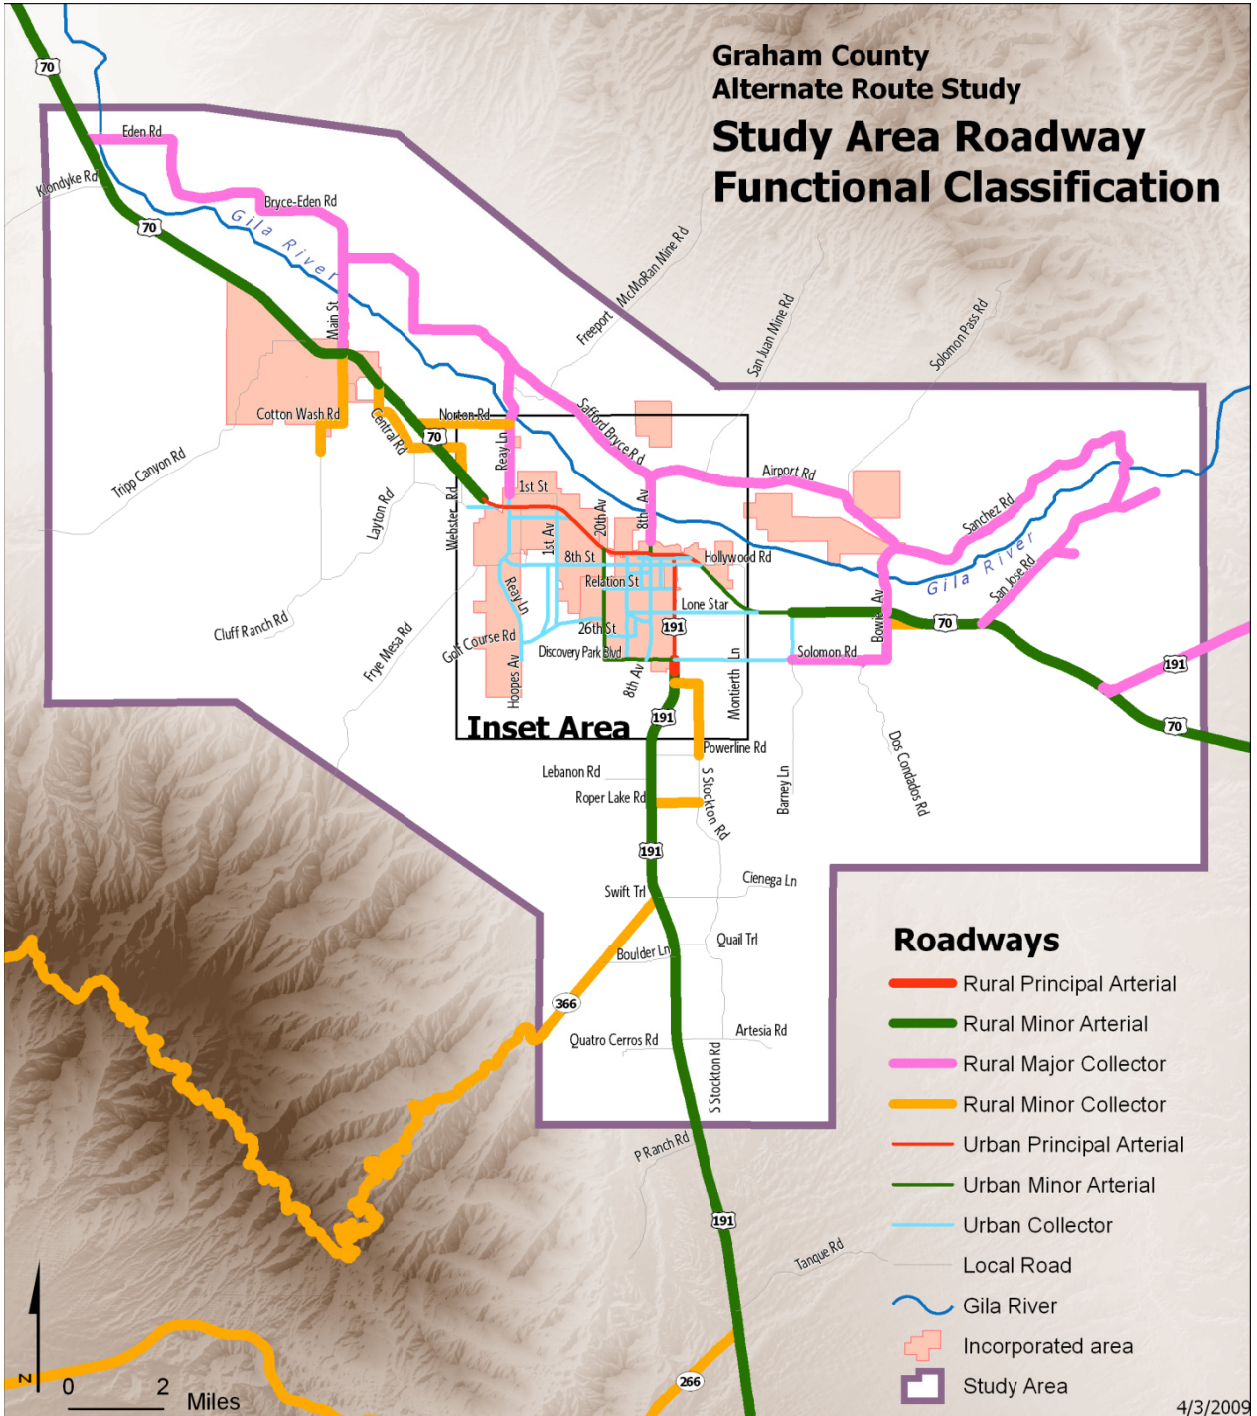 Graham County
Alternate Route Study
Study Area Roadway
Functional Classification
70
Eden Rd
Klondyke Rd
Bryce-Eden Rd
70
Gila River
Freeport McMoRan Mine Rd
San Juan Mine Rd
Solomon Pass Rd
Main St
Cotton Wash Rd
Central Rd
Norton Rd
70
Reay Ln
Safford Bryce Rd
Airport Rd
Tripp Canyon Rd
Layton Rd
Webster Rd
1st St
1st Av
20th Av
8th Av
Sanchez Rd
8th St
Hollywood Rd
Gila River
San Jose Rd
Relation St
Reay Ln
Lone Star
Bowie Av
70
Cluff Ranch Rd
Frye Mesa Rd
Golf Course Rd
26th St
191
Discovery Park Blvd
Solomon Rd
191
Hoopes Av
8th Av
Montierth Ln
191
70
Inset Area
Powerline Rd
Lebanon Rd
Roper Lake Rd
S Stockton Rd
Barney Ln
Dos Condados Rd
191
Swift Trl
Cienega Ln
Boulder Ln
Quail Trl
366
Quatro Cerros Rd
Artesia Rd
S Stockton Rd
P Ranch Rd
191
Tanque Rd
266
Roadways
Rural Principal Arterial
Rural Minor Arterial
Rural Major Collector
Rural Minor Collector
Urban Principal Arterial
Urban Minor Arterial
Urban Collector
Local Road
Gila River
Incorporated area
Study Area
N
0 2
Miles
4/3/2009